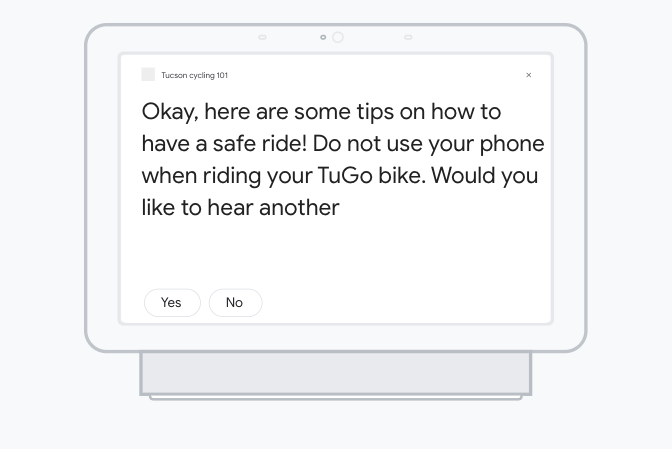 Tucson cycling 101
×
Okay, here are some tips on how to
have a safe ride! Do not use your phone
when riding your TuGo bike. Would you
like to hear another
Yes No